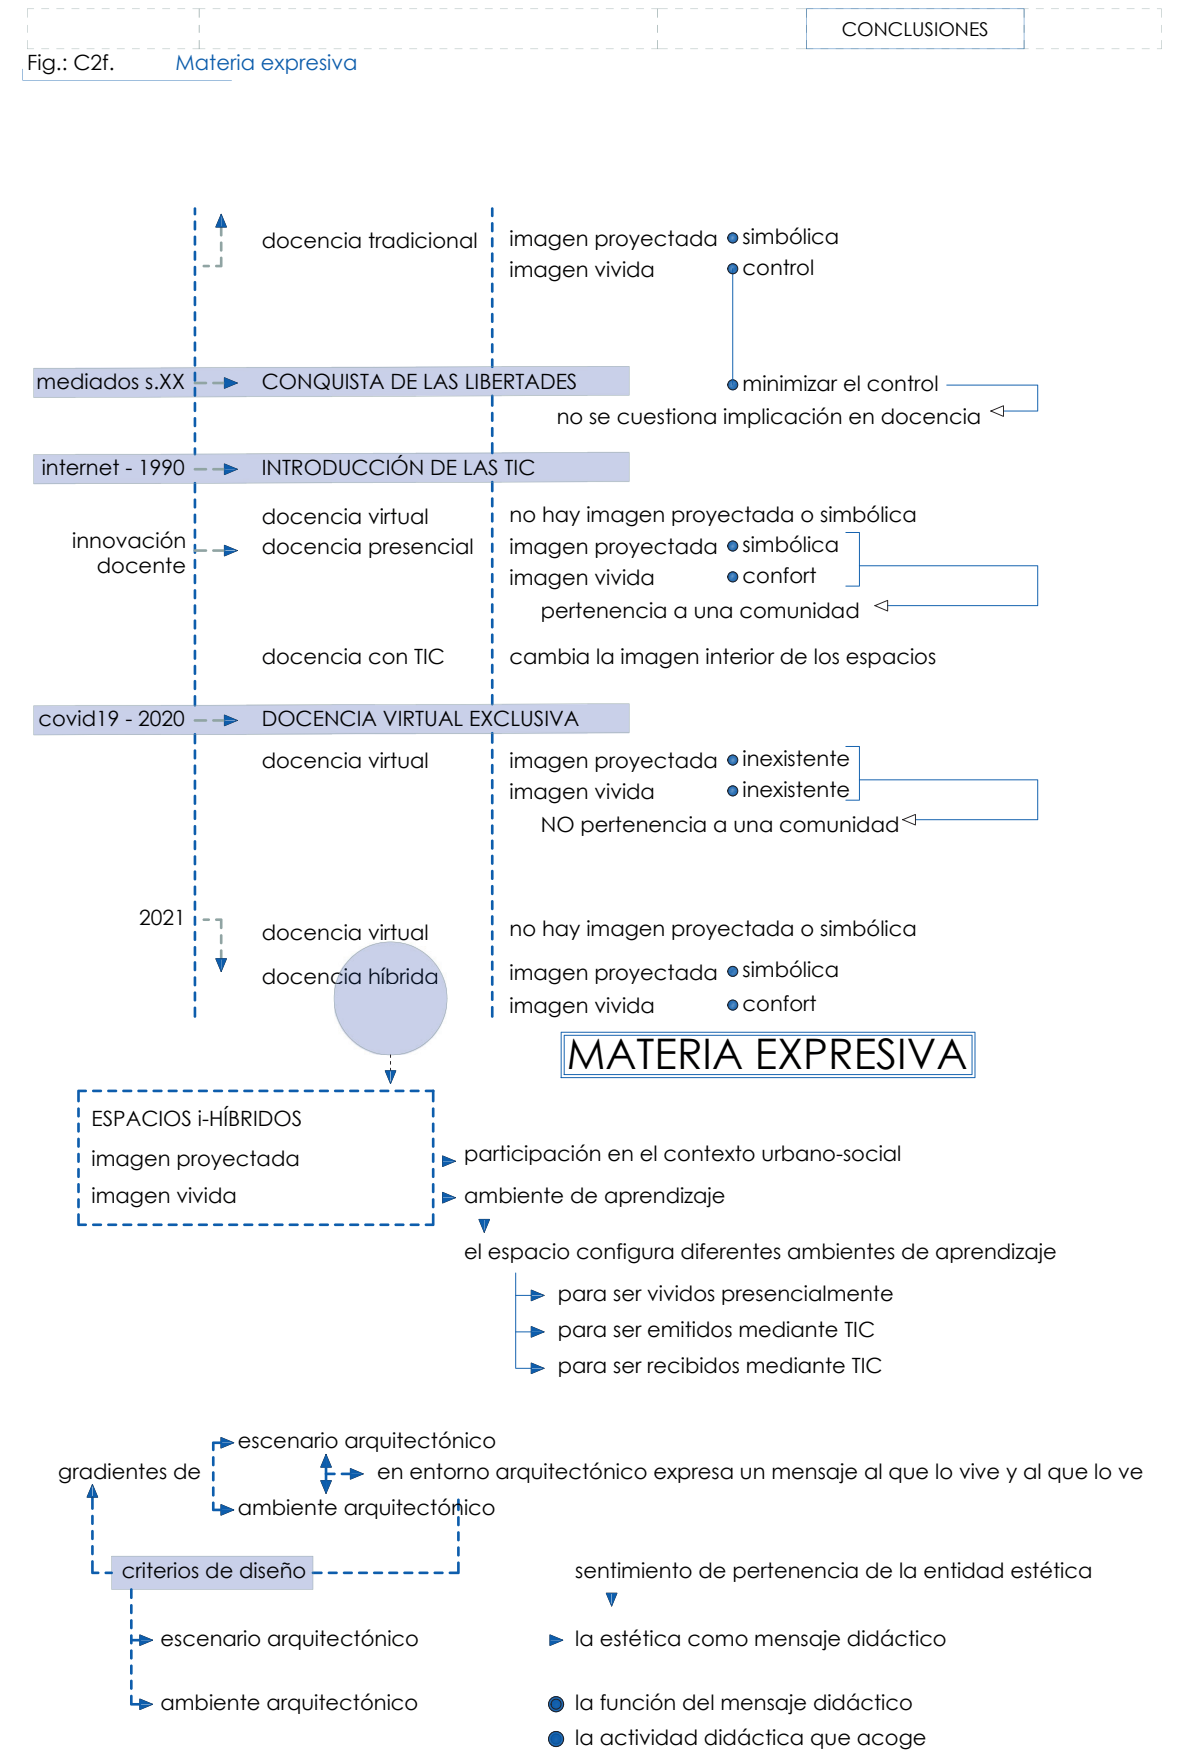 CONCLUSIONES
Fig.: C2f. Materia expresiva
docencia tradicional imagen proyectada simbólica
imagen vivida control
mediados s.XX CONQUISTA DE LAS LIBERTADES minimizar el control
no se cuestiona implicación en docencia
internet - 1990 INTRODUCCIÓN DE LAS TIC
docencia virtual no hay imagen proyectada o simbólica
innovación docencia presencial imagen proyectada simbólica
docente imagen vivida confort
pertenencia a una comunidad
docencia con TIC cambia la imagen interior de los espacios
covid19 - 2020 DOCENCIA VIRTUAL EXCLUSIVA
docencia virtual imagen proyectada inexistente
imagen vivida inexistente
NO pertenencia a una comunidad
2021
docencia virtual no hay imagen proyectada o simbólica
docencia híbrida imagen proyectada simbólica
imagen vivida confort
MATERIA EXPRESIVA
ESPACIOS i-HÍBRIDOS
imagen proyectada participación en el contexto urbano-social
imagen vivida ambiente de aprendizaje
el espacio configura diferentes ambientes de aprendizaje
para ser vividos presencialmente
para ser emitidos mediante TIC
para ser recibidos mediante TIC
escenario arquitectónico
gradientes de en entorno arquitectónico expresa un mensaje al que lo vive y al que lo ve
ambiente arquitectónico
criterios de diseño sentimiento de pertenencia de la entidad estética
escenario arquitectónico la estética como mensaje didáctico
ambiente arquitectónico la función del mensaje didáctico
la actividad didáctica que acoge